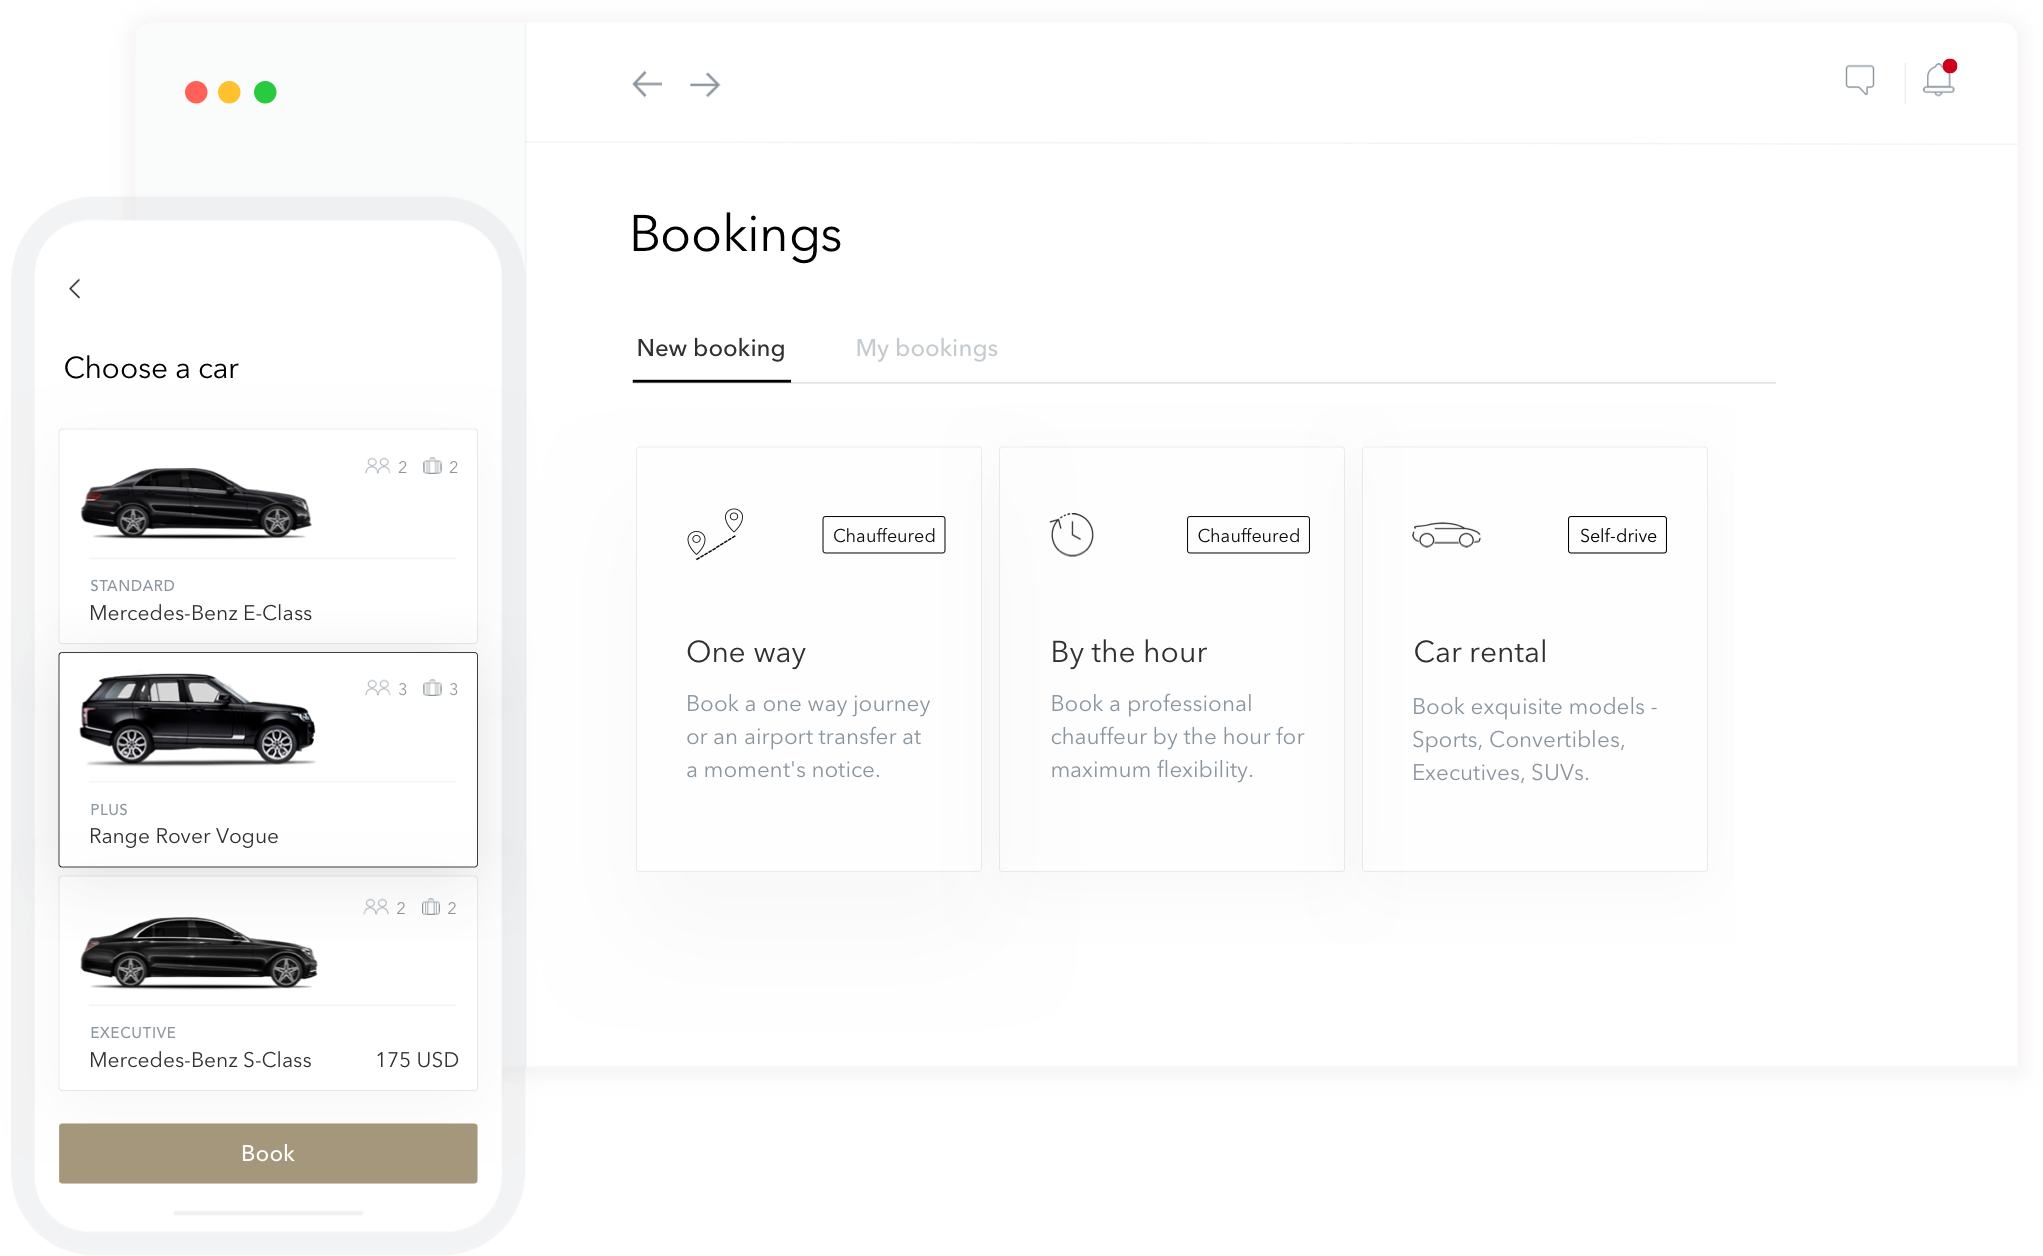 Bookings
New booking
My bookings
Chauffeured
One way
Book a one way journey
or an airport transfer at
a moment's notice.
Chauffeured
By the hour
Book a professional
chauffeur by the hour for
maximum flexibility.
Self-drive
Car rental
Book exquisite models -
Sports, Convertibles,
Executives, SUVs.
Choose a car
2 2
STANDARD
Mercedes-Benz E-Class
3 3
PLUS
Range Rover Vogue
2 2
EXECUTIVE
Mercedes-Benz S-Class 175 USD
Book